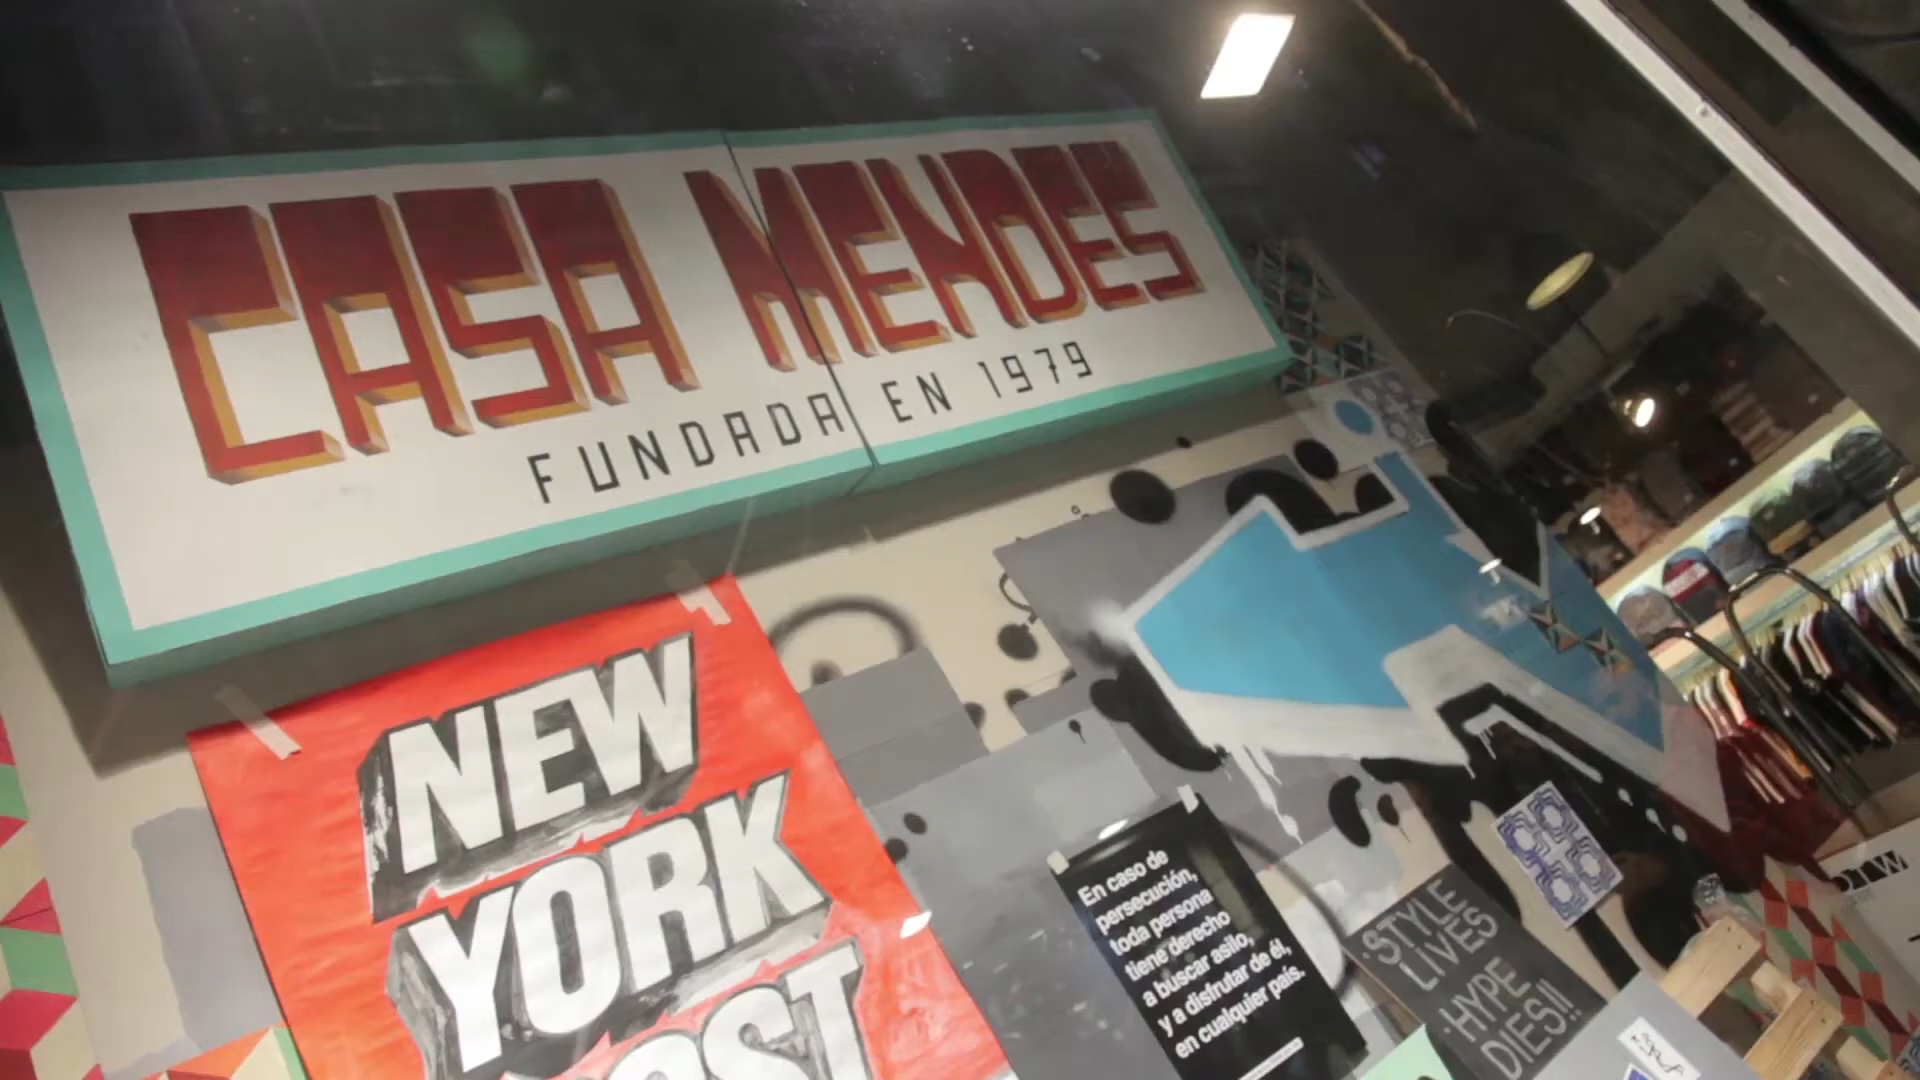 CASA MENDES
FUNDADA EN 1979
NEW
YORK
En caso de
persecución,
toda persona
tiene derecho
a buscar asilo,
y a disfrutar de él,
en cualquier país.
STYLE
LIVES
HYPE
DIES!!